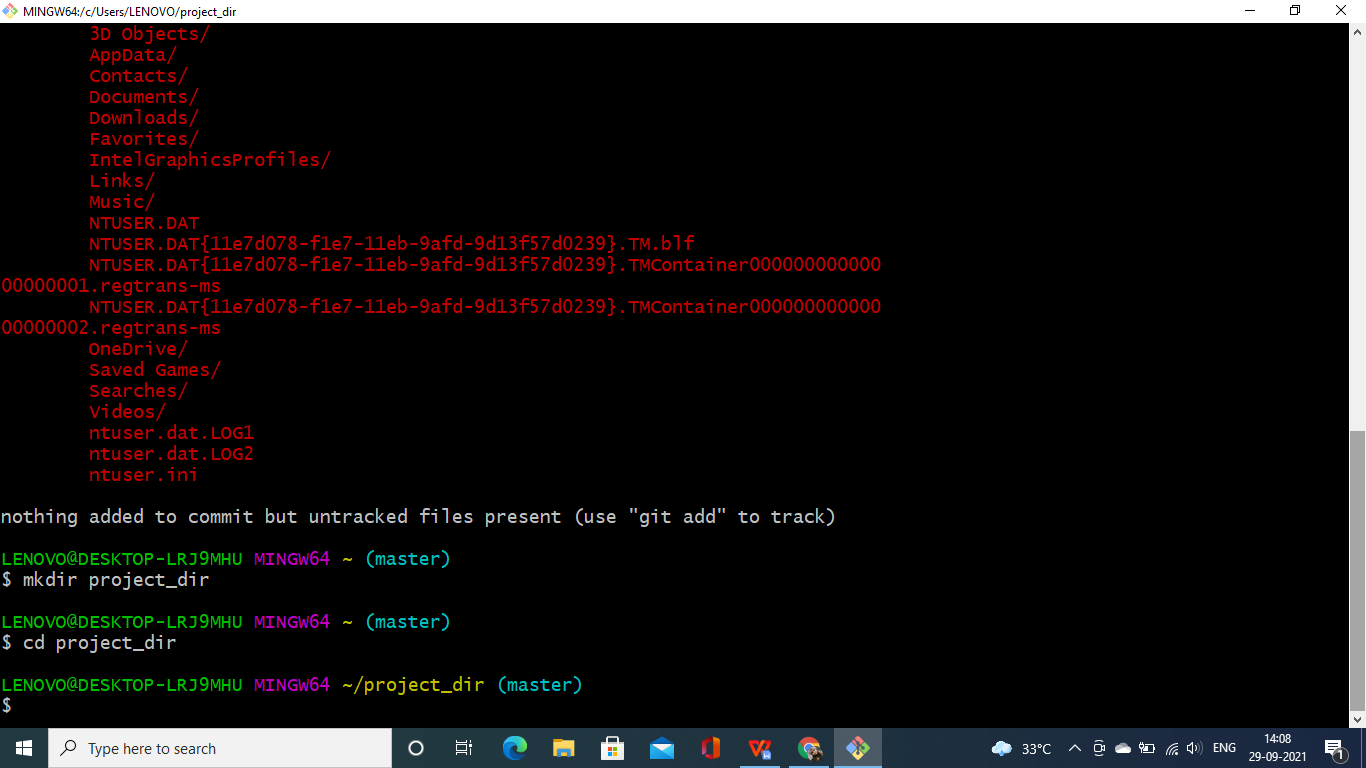 MINGW64:/c/Users/LENOVO/project_dir
3D Objects/
AppData/
Contacts/
Documents/
Downloads/
Favorites/
IntelGraphicsProfiles/
Links/
Music/
NTUSER.DAT
NTUSER.DAT{11e7d078-f1e7-11eb-9afd-9d13f57d0239}.TM.blf
NTUSER.DAT{11e7d078-f1e7-11eb-9afd-9d13f57d0239}.TMContainer000000000000
00000001.regtrans-ms
NTUSER.DAT{11e7d078-f1e7-11eb-9afd-9d13f57d0239}.TMContainer000000000000
00000002.regtrans-ms
OneDrive/
Saved Games/
Searches/
Videos/
ntuser.dat.LOG1
ntuser.dat.LOG2
ntuser.ini
nothing added to commit but untracked files present (use "git add" to track)
LENOVO@DESKTOP-LRJ9MHU MINGW64 ~ (master)
$ mkdir project_dir
LENOVO@DESKTOP-LRJ9MHU MINGW64 ~ (master)
$ cd project_dir
LENOVO@DESKTOP-LRJ9MHU MINGW64 ~/project_dir (master)
$
Type here to search
33°C
ENG
14:08
29-09-2021
1